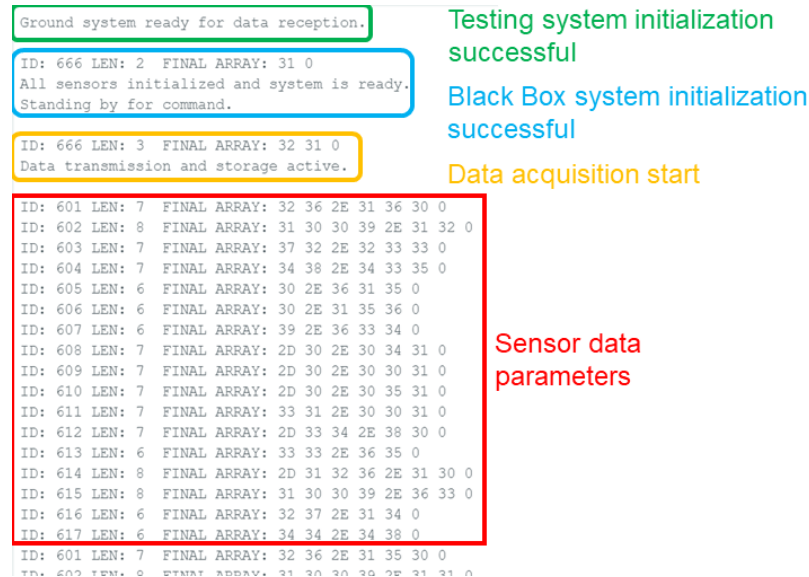 Ground system ready for data reception.
Testing system initialization
successful
ID: 666 LEN: 2 FINAL ARRAY: 31 0
All sensors initialized and system is ready.
Standing by for command.
Black Box system initialization
successful
ID: 666 LEN: 3 FINAL ARRAY: 32 31 0
Data transmission and storage active.
Data acquisition start
ID: 601 LEN: 7 FINAL ARRAY: 32 36 2E 31 36 30 0
ID: 602 LEN: 8 FINAL ARRAY: 31 30 30 39 2E 31 32 0
ID: 603 LEN: 7 FINAL ARRAY: 37 32 2E 32 33 33 0
ID: 604 LEN: 7 FINAL ARRAY: 34 38 2E 34 33 35 0
ID: 605 LEN: 6 FINAL ARRAY: 30 2E 36 31 35 0
ID: 606 LEN: 6 FINAL ARRAY: 30 2E 31 35 36 0
ID: 607 LEN: 6 FINAL ARRAY: 39 2E 36 33 34 0
ID: 608 LEN: 7 FINAL ARRAY: 2D 30 2E 30 34 31 0
ID: 609 LEN: 7 FINAL ARRAY: 2D 30 2E 30 30 31 0
ID: 610 LEN: 7 FINAL ARRAY: 2D 30 2E 30 35 31 0
ID: 611 LEN: 7 FINAL ARRAY: 33 31 2E 30 30 31 0
ID: 612 LEN: 7 FINAL ARRAY: 2D 33 34 2E 38 30 0
ID: 613 LEN: 6 FINAL ARRAY: 33 33 2E 36 35 0
ID: 614 LEN: 8 FINAL ARRAY: 2D 31 32 36 2E 31 30 0
ID: 615 LEN: 8 FINAL ARRAY: 31 30 30 39 2E 36 33 0
ID: 616 LEN: 6 FINAL ARRAY: 32 37 2E 31 34 0
ID: 617 LEN: 6 FINAL ARRAY: 34 34 2E 34 38 0
Sensor data
parameters
ID: 601 LEN: 7 FINAL ARRAY: 32 36 2E 31 35 30 0
ID: 602 LEN: 8 FINAL ARRAY: 31 30 30 39 2E 31 31 0